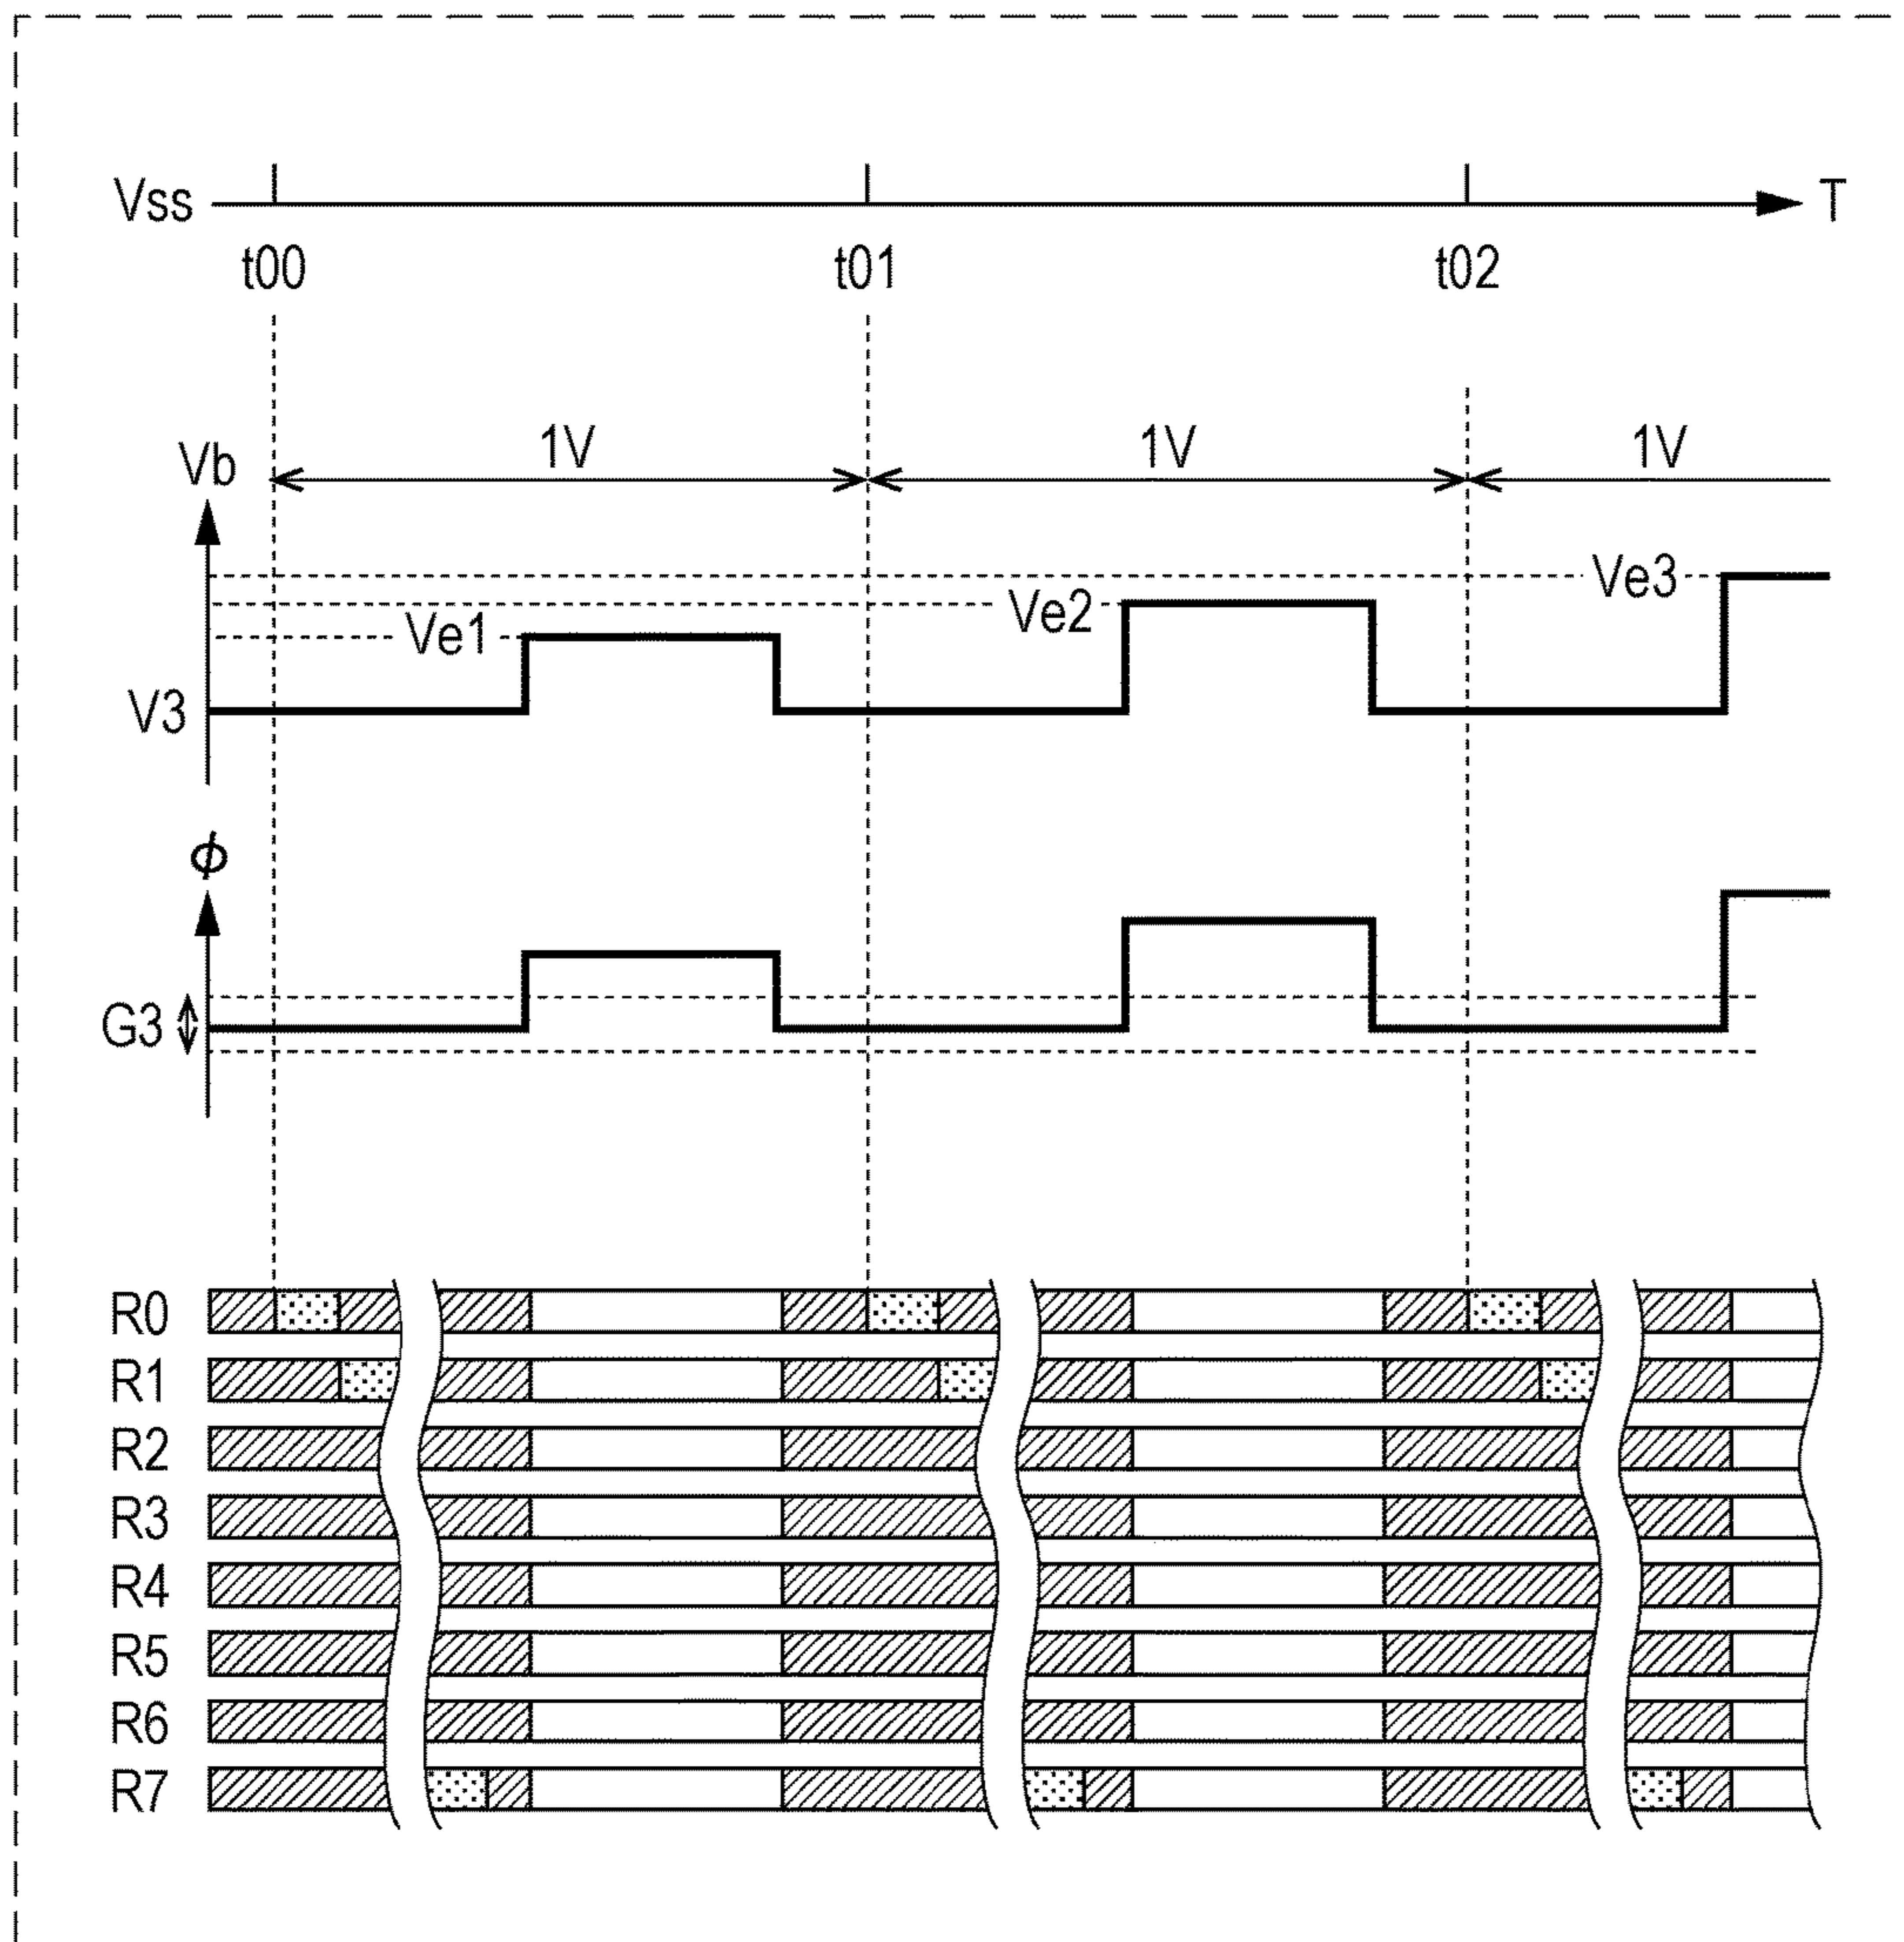 Vss T
t00 t01 t02
Vb 1V 1V 1V
Ve3
Ve2
Ve1
V3
ϕ
G3
R0
R1
R2
R3
R4
R5
R6
R7